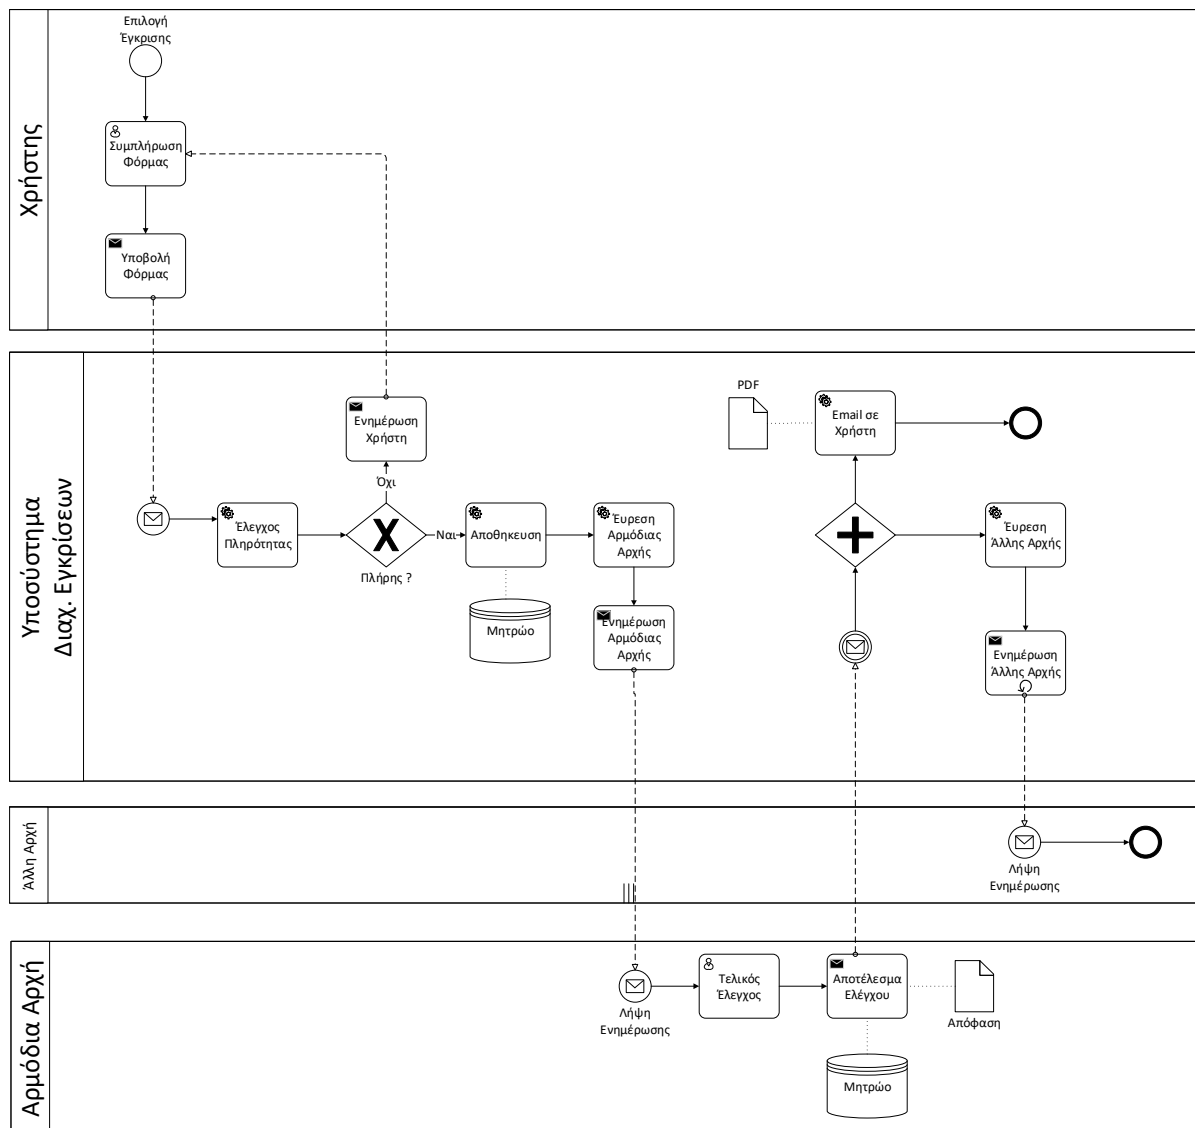 Χρήστης
Επιλογή
Έγκρισης
Συμπλήρωση
Φόρμας
Υποβολή
Φόρμας
Υποσύστημα
Διαχ. Εγκρίσεων
Ενημέρωση
Χρήστη
Όχι
Έλεγχος
Πληρότητας
Πλήρης ?
Ναι
Αποθηκευση
Μητρώο
Έυρεση
Αρμόδιας
Αρχής
Ενημέρωση
Αρμόδιας
Αρχής
PDF
Email σε
Χρήστη
Έυρεση
Άλλης Αρχής
Ενημέρωση
Άλλης Αρχής
Άλλη Αρχή
Λήψη
Ενημέρωσης
Αρμόδια Αρχή
Λήψη
Ενημέρωσης
Τελικός
Έλεγχος
Αποτέλεσμα
Ελέγχου
Απόφαση
Μητρώο